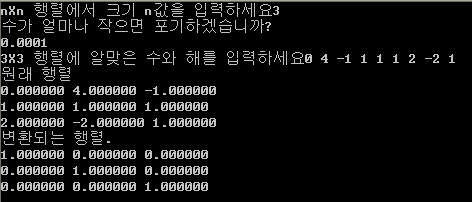 nXn 행렬에서 크기 n값을 입력하세요3
수가 얼마나 작으면 포기하겠습니까?
0.0001
3X3 행렬에 알맞은 수와 해를 입력하세요0 4 -1 1 1 1 2 -2 1
원래 행렬
0.000000 4.000000 -1.000000
1.000000 1.000000 1.000000
2.000000 -2.000000 1.000000
변환되는 행렬.
1.000000 0.000000 0.000000
0.000000 1.000000 0.000000
0.000000 0.000000 1.000000